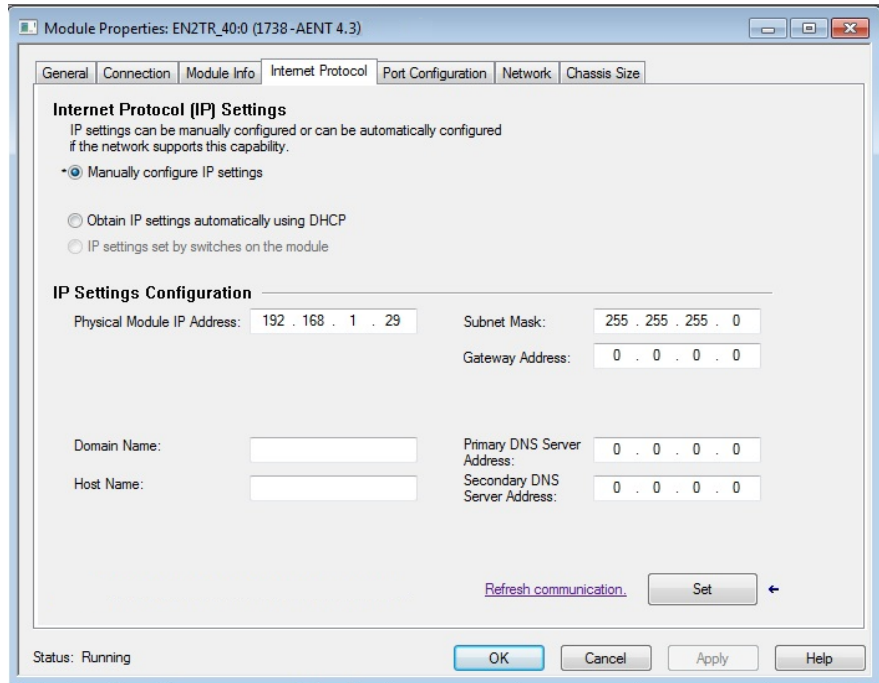 Module Properties: EN2TR_40:0 (1738-AENT 4.3)
General Connection Module Info Internet Protocol Port Configuration Network Chassis Size
Internet Protocol (IP) Settings
IP settings can be manually configured or can be automatically configured
if the network supports this capability.
Manually configure IP settings
Obtain IP settings automatically using DHCP
IP settings set by switches on the module
IP Settings Configuration
Physical Module IP Address: 192 . 168 . 1 . 29 Subnet Mask: 255 . 255 . 255 . 0
Gateway Address: 0 . 0 . 0 . 0
Domain Name: Primary DNS Server
Address: 0 . 0 . 0 . 0
Host Name: Secondary DNS
Server Address: 0 . 0 . 0 . 0
Refresh communication. Set
Status: Running OK Cancel Apply Help